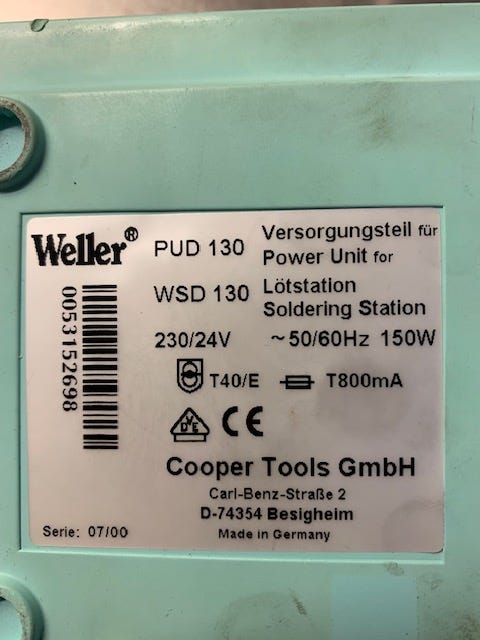 Weller®
PUD 130
Versorgungsteil für
Power Unit for
WSD 130
Lötstation
Soldering Station
230/24V
~50/60Hz 150W
T40/E
T800mA
VDE
CE
0053152698
Cooper Tools GmbH
Carl-Benz-Straße 2
D-74354 Besigheim
Serie: 07/00
Made in Germany